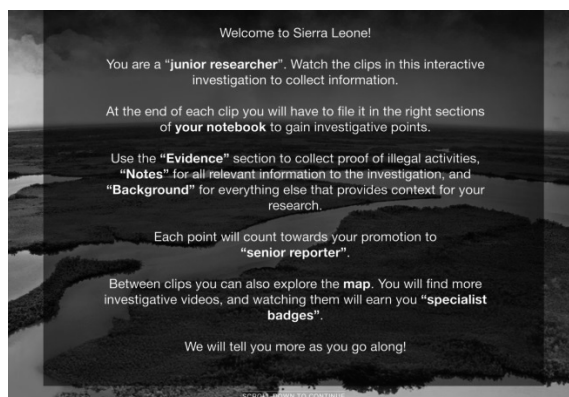 Welcome to Sierra Leone!
You are a “junior researcher”. Watch the clips in this interactive
investigation to collect information.
At the end of each clip you will have to file it in the right sections
of your notebook to gain investigative points.
Use the “Evidence” section to collect proof of illegal activities,
“Notes” for all relevant information to the investigation, and
“Background” for everything else that provides context for your
research.
Each point will count towards your promotion to
“senior reporter”.
Between clips you can also explore the map. You will find more
investigative videos, and watching them will earn you “specialist
badges”.
We will tell you more as you go along!
SCROLL DOWN TO CONTINUE